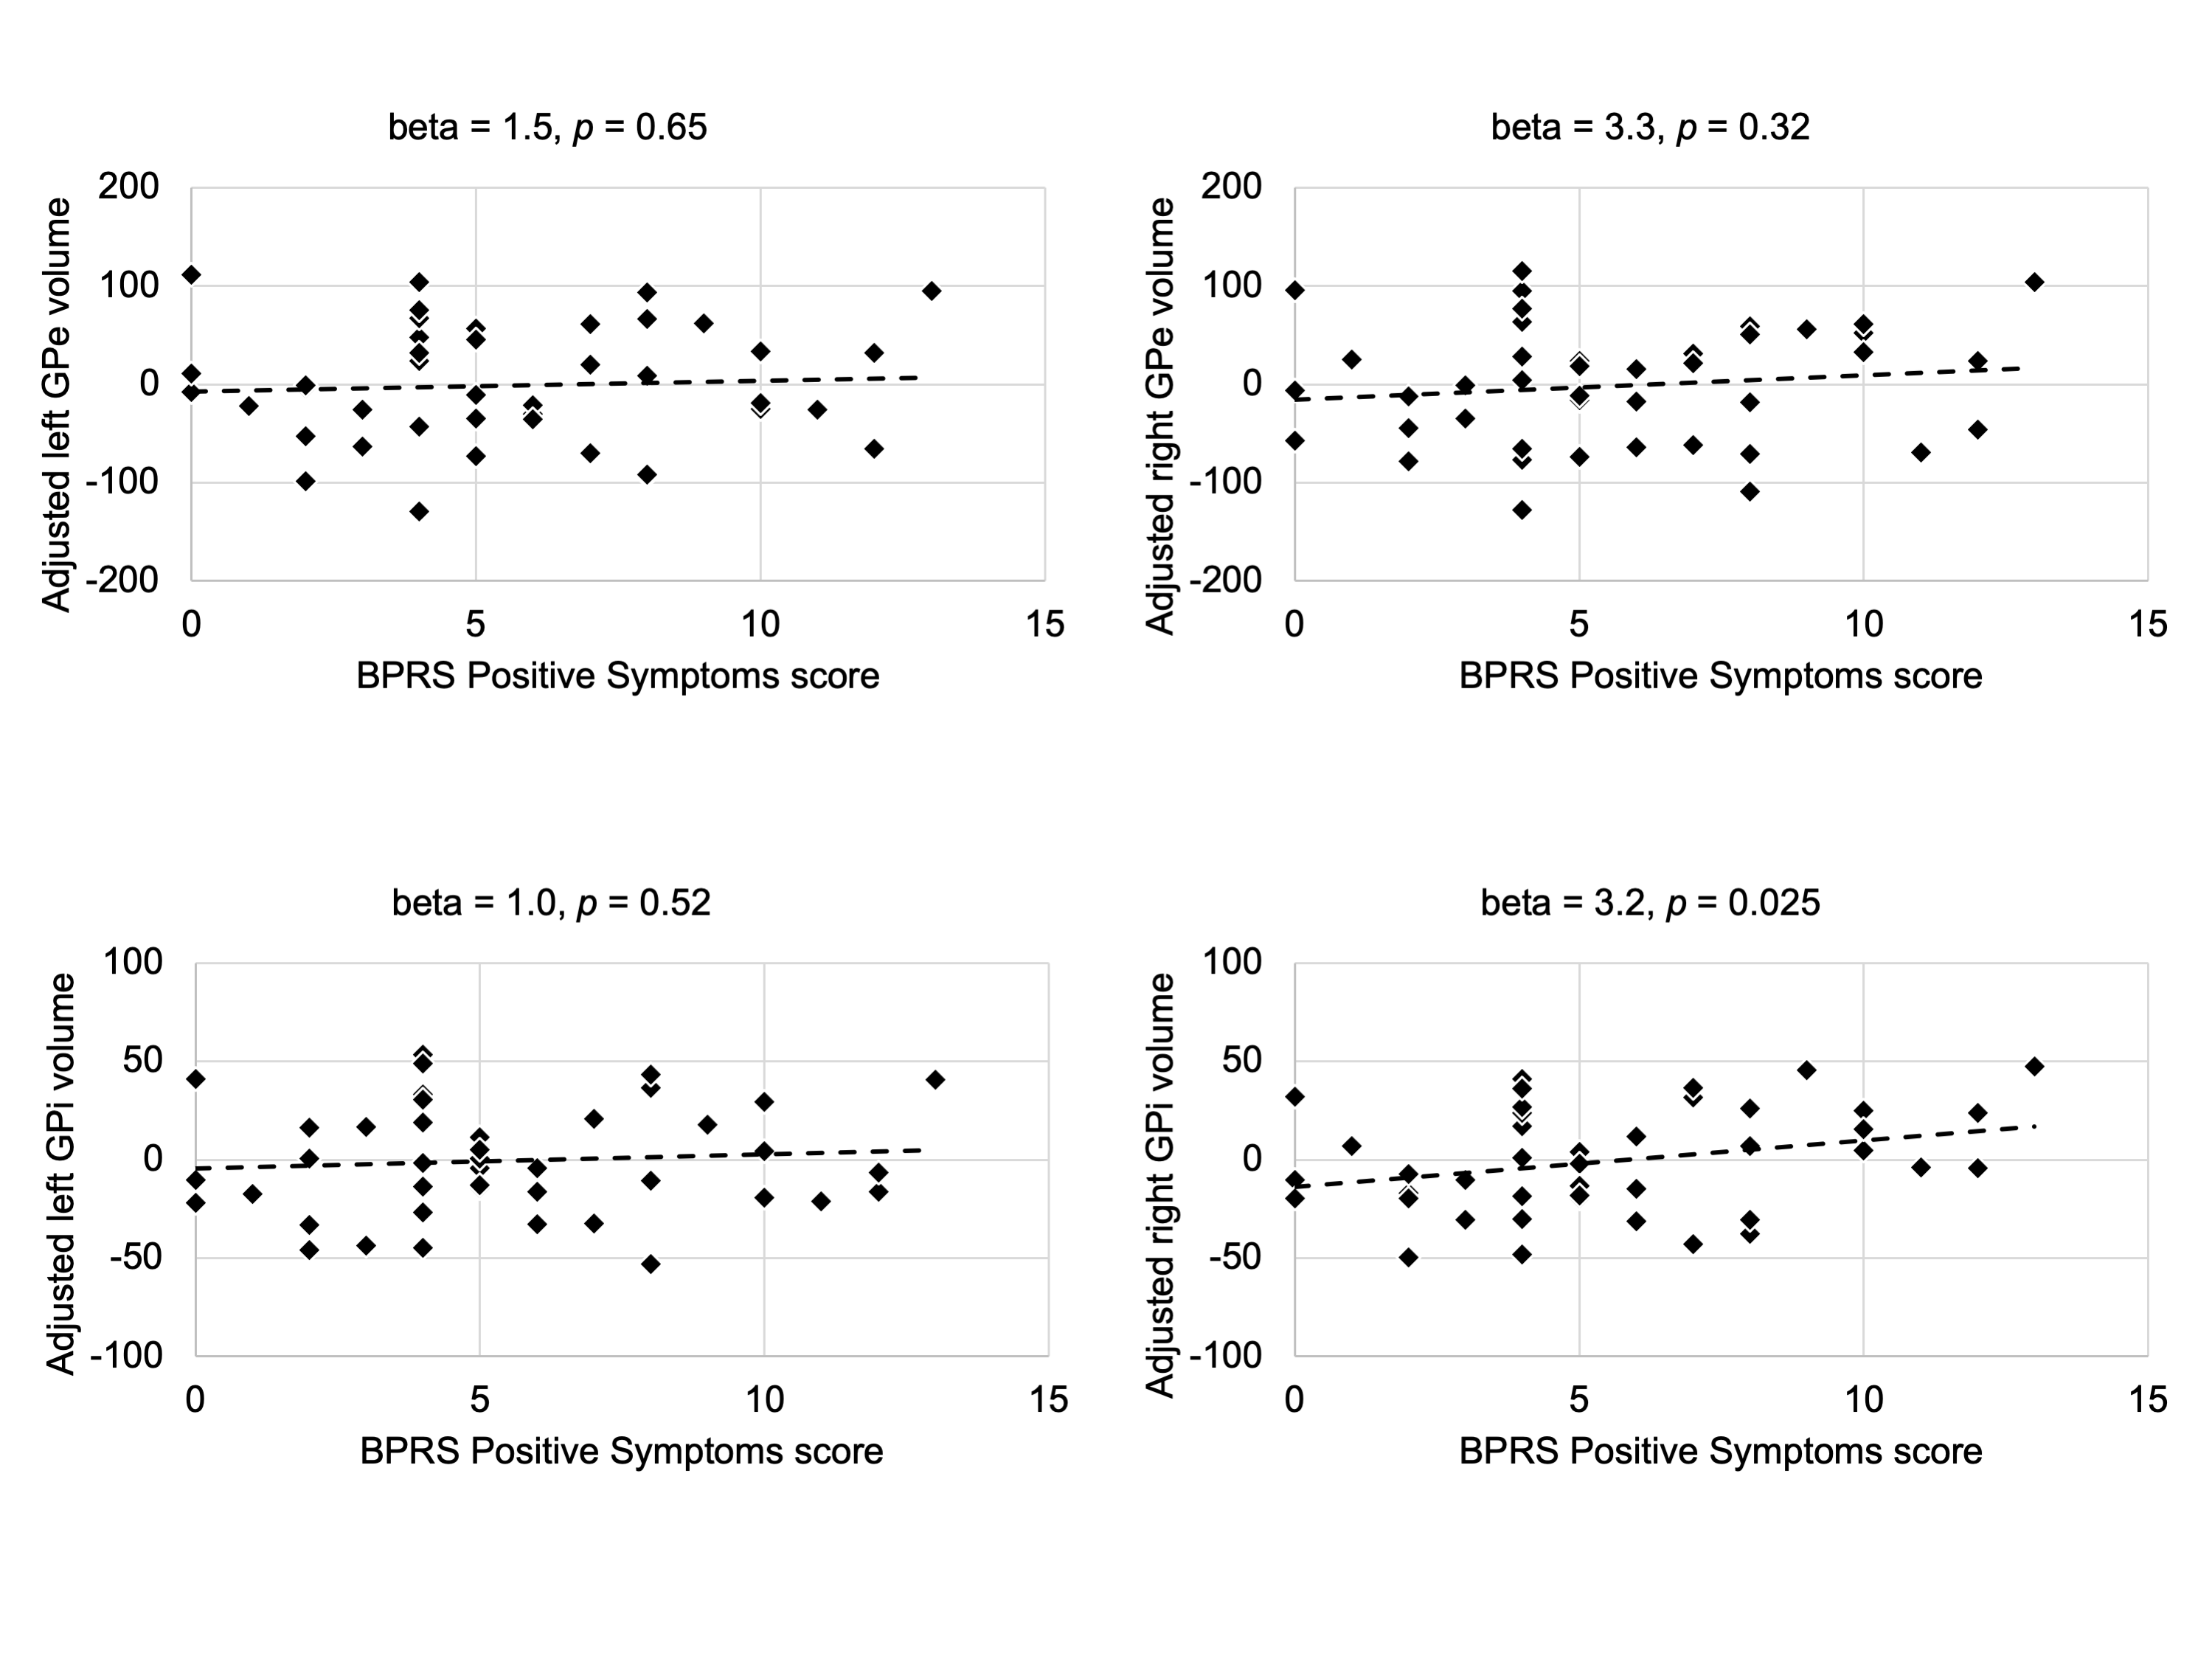 beta = 1.5, p = 0.65
200
100
0
-100
-200
Adjusted left GPe volume
0 5 10 15
BPRS Positive Symptoms score
beta = 3.3, p = 0.32
200
100
0
-100
-200
Adjusted right GPe volume
0 5 10 15
BPRS Positive Symptoms score
beta = 1.0, p = 0.52
100
50
0
-50
-100
Adjusted left GPi volume
0 5 10 15
BPRS Positive Symptoms score
beta = 3.2, p = 0.025
100
50
0
-50
-100
Adjusted right GPi volume
0 5 10 15
BPRS Positive Symptoms score